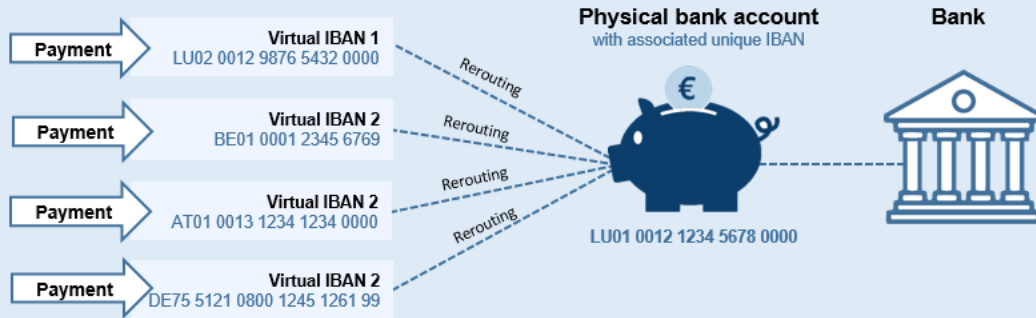 Physical bank account
Bank
with associated unique IBAN
Payment
Virtual IBAN 1
LU02 0012 9876 5432 0000
Rerouting
Payment
Virtual IBAN 2
BE01 0001 2345 6769
Rerouting
Payment
Virtual IBAN 2
AT01 0013 1234 1234 0000
Rerouting
Payment
Virtual IBAN 2
DE75 5121 0800 1245 1261 99
Rerouting
€
LU01 0012 1234 5678 0000